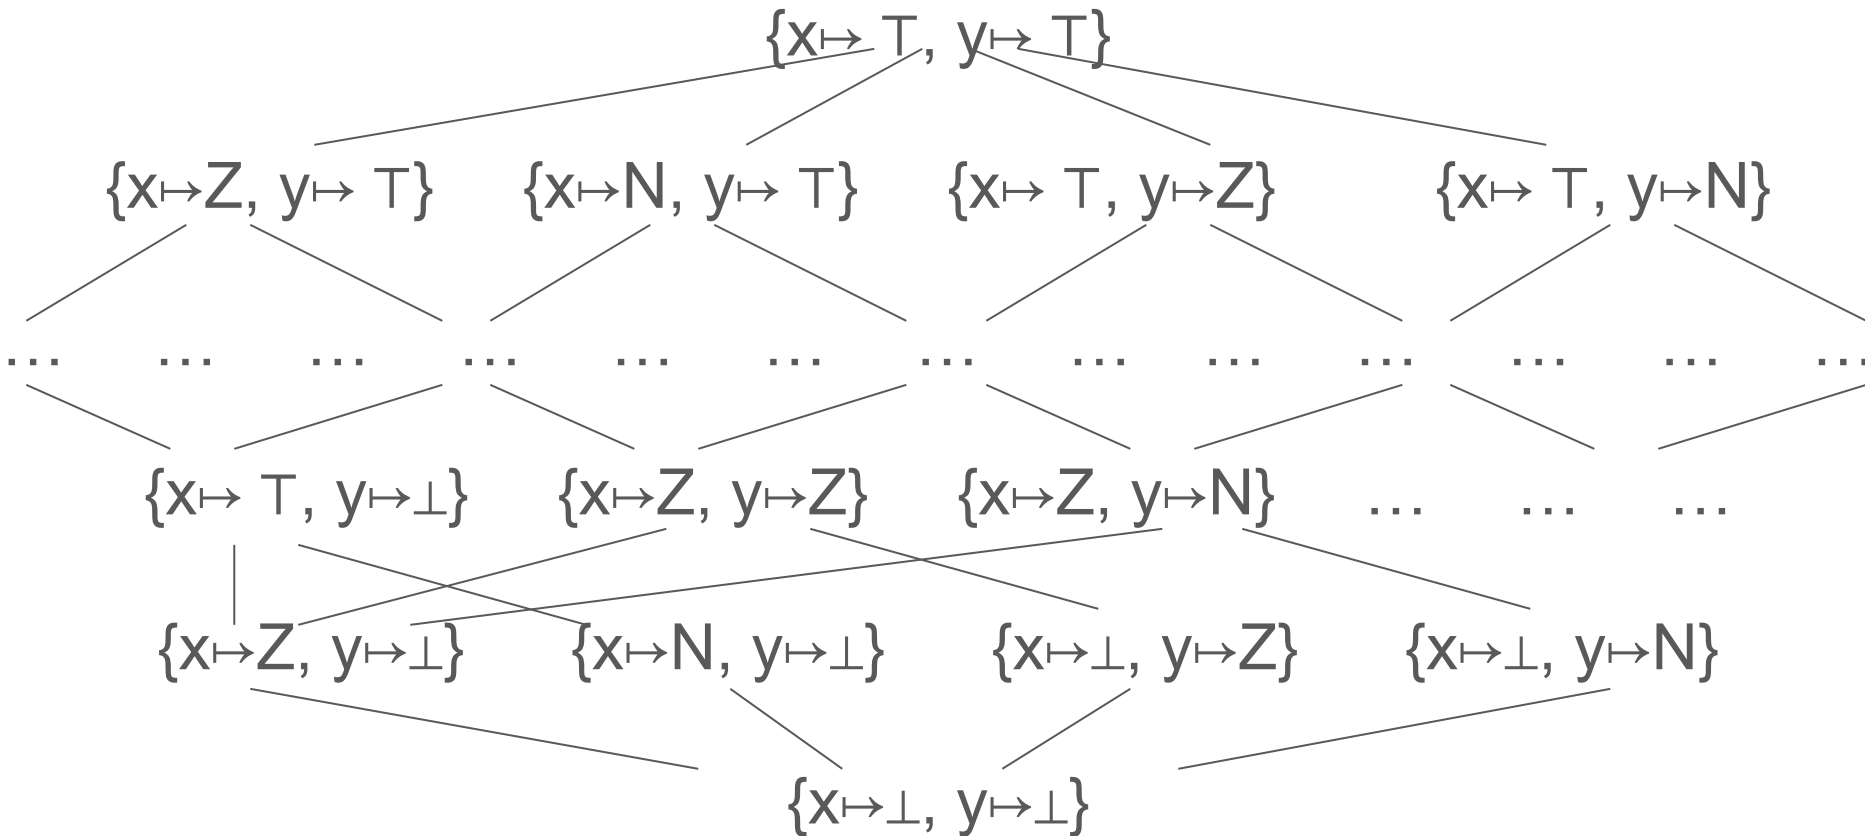 {x↦ ⊤, y↦ ⊤}
{x↦Z, y↦ ⊤} {x↦N, y↦ ⊤} {x↦ ⊤, y↦Z} {x↦ ⊤, y↦N}
... ... ... ... ... ... ... ... ... ... ... ... ...
{x↦ ⊤, y↦⊥} {x↦Z, y↦Z} {x↦Z, y↦N} ... ... ...
{x↦Z, y↦⊥} {x↦N, y↦⊥} {x↦⊥, y↦Z} {x↦⊥, y↦N}
{x↦⊥, y↦⊥}